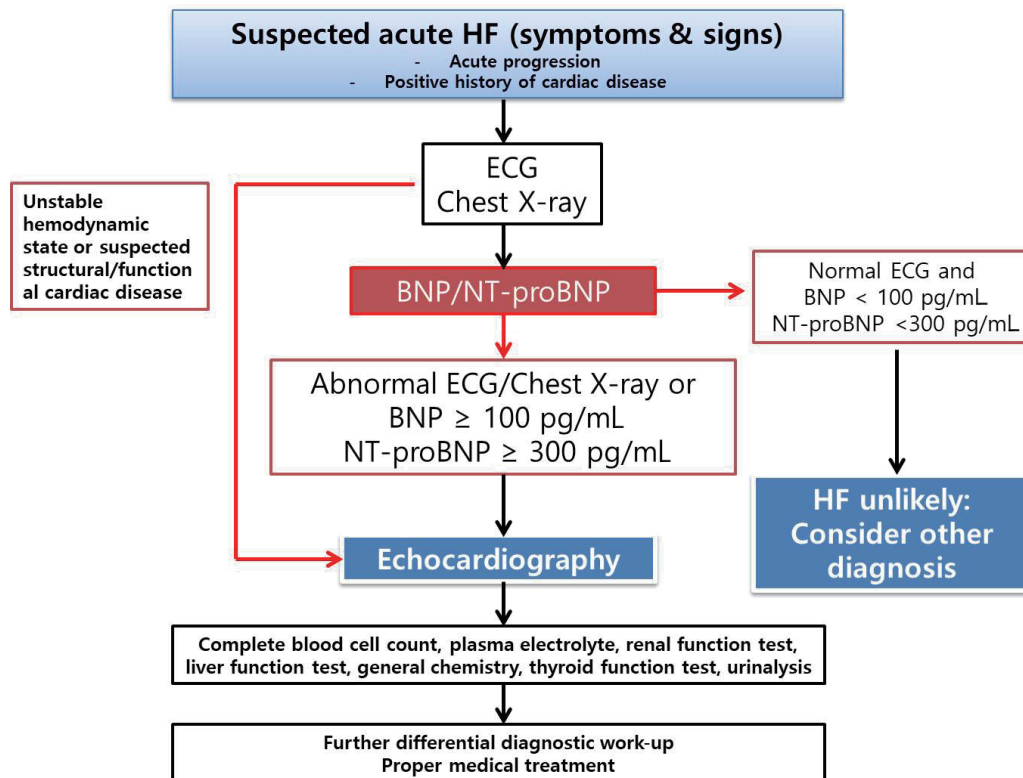 Suspected acute HF (symptoms & signs)
- Acute progression
- Positive history of cardiac disease
ECG
Chest X-ray
Unstable
hemodynamic
state or suspected
structural/function
al cardiac disease
BNP/NT-proBNP
Normal ECG and
BNP < 100 pg/mL
NT-proBNP <300 pg/mL
Abnormal ECG/Chest X-ray or
BNP ≥ 100 pg/mL
NT-proBNP ≥ 300 pg/mL
HF unlikely:
Consider other
diagnosis
Echocardiography
Complete blood cell count, plasma electrolyte, renal function test,
liver function test, general chemistry, thyroid function test, urinalysis
Further differential diagnostic work-up
Proper medical treatment